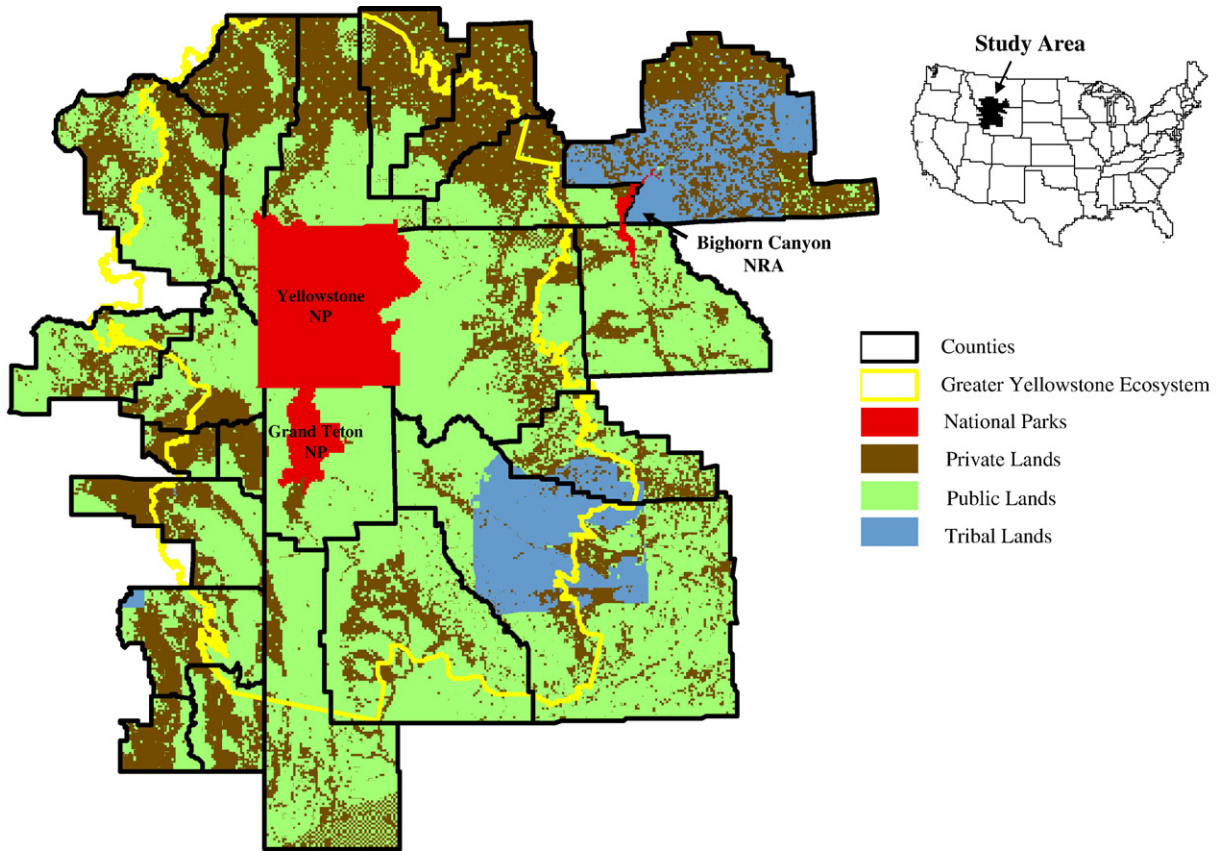 Study Area
Bighorn Canyon
NRA
Yellowstone
NP
Grand Teton
NP
Counties
Greater Yellowstone Ecosystem
National Parks
Private Lands
Public Lands
Tribal Lands